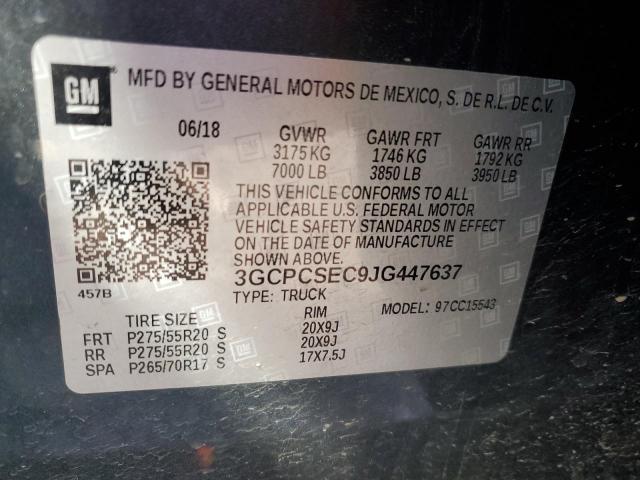 GM
MFD BY GENERAL MOTORS DE MEXICO, S. DE R.L. DE C.V.
06/18 GVWR GAWR FRT GAWR RR
3175 KG 1746 KG 1792 KG
7000 LB 3850 LB 3950 LB
THIS VEHICLE CONFORMS TO ALL
APPLICABLE U.S. FEDERAL MOTOR
VEHICLE SAFETY STANDARDS IN EFFECT
ON THE DATE OF MANUFACTURE
SHOWN ABOVE.
457B
3GCPCSEC9JG447637
TYPE: TRUCK MODEL: 97CC15543
TIRE SIZE RIM
FRT P275/55R20 S 20X9J
RR P275/55R20 S 20X9J
SPA P265/70R17 S 17X7.5J